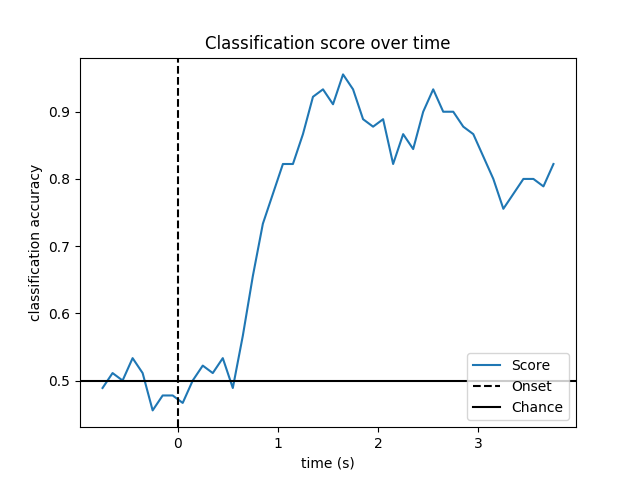 Classification score over time
classification accuracy
0.9
0.8
0.7
0.6
0.5
0
1
2
3
time (s)
Score
Onset
Chance